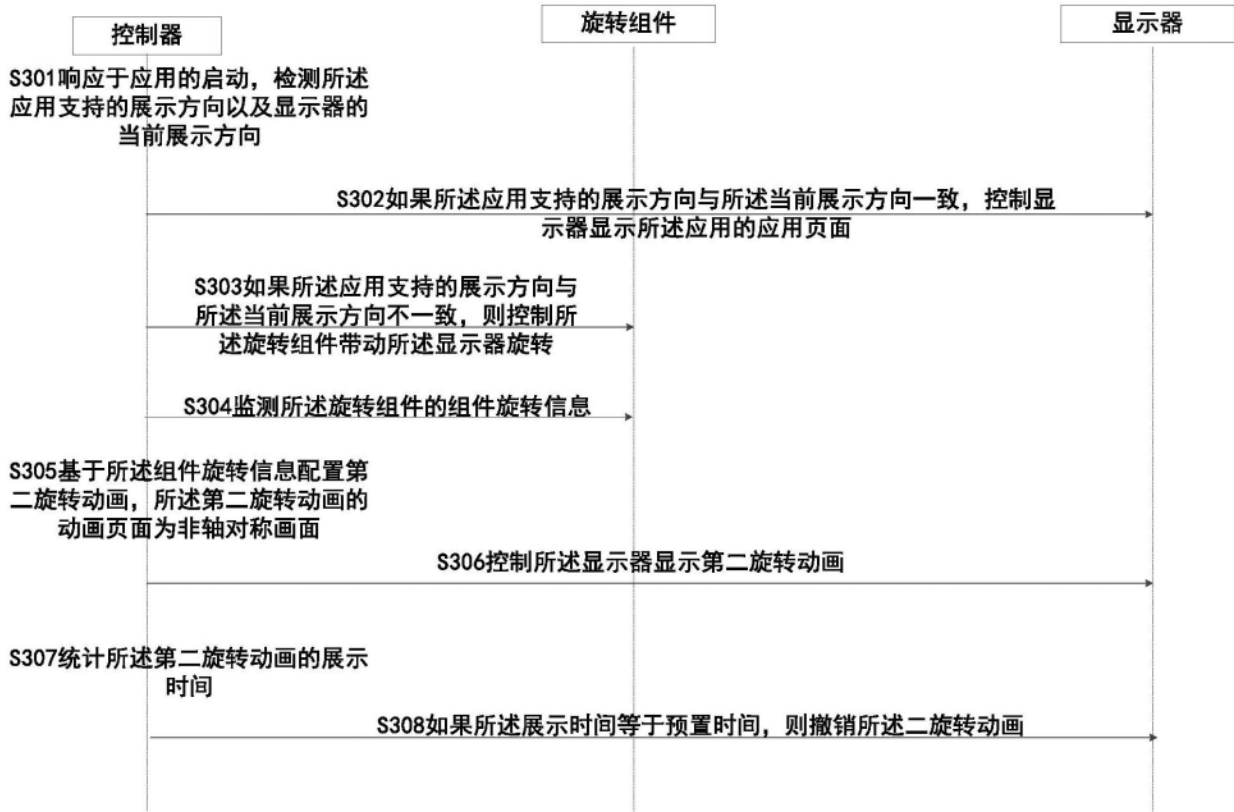 控制器
旋转组件
显示器
S301响应于应用的启动，检测所述
应用支持的展示方向以及显示器的
当前展示方向
S302如果所述应用支持的展示方向与所述当前展示方向一致，控制显
示器显示所述应用的应用页面
S303如果所述应用支持的展示方向与
所述当前展示方向不一致，则控制所
述旋转组件带动所述显示器旋转
S304监测所述旋转组件的组件旋转信息
S305基于所述组件旋转信息配置第
二旋转动画，所述第二旋转动画的
动画页面为非轴对称画面
S306控制所述显示器显示第二旋转动画
S307统计所述第二旋转动画的展示
时间
S308如果所述展示时间等于预置时间，则撤销所述二旋转动画